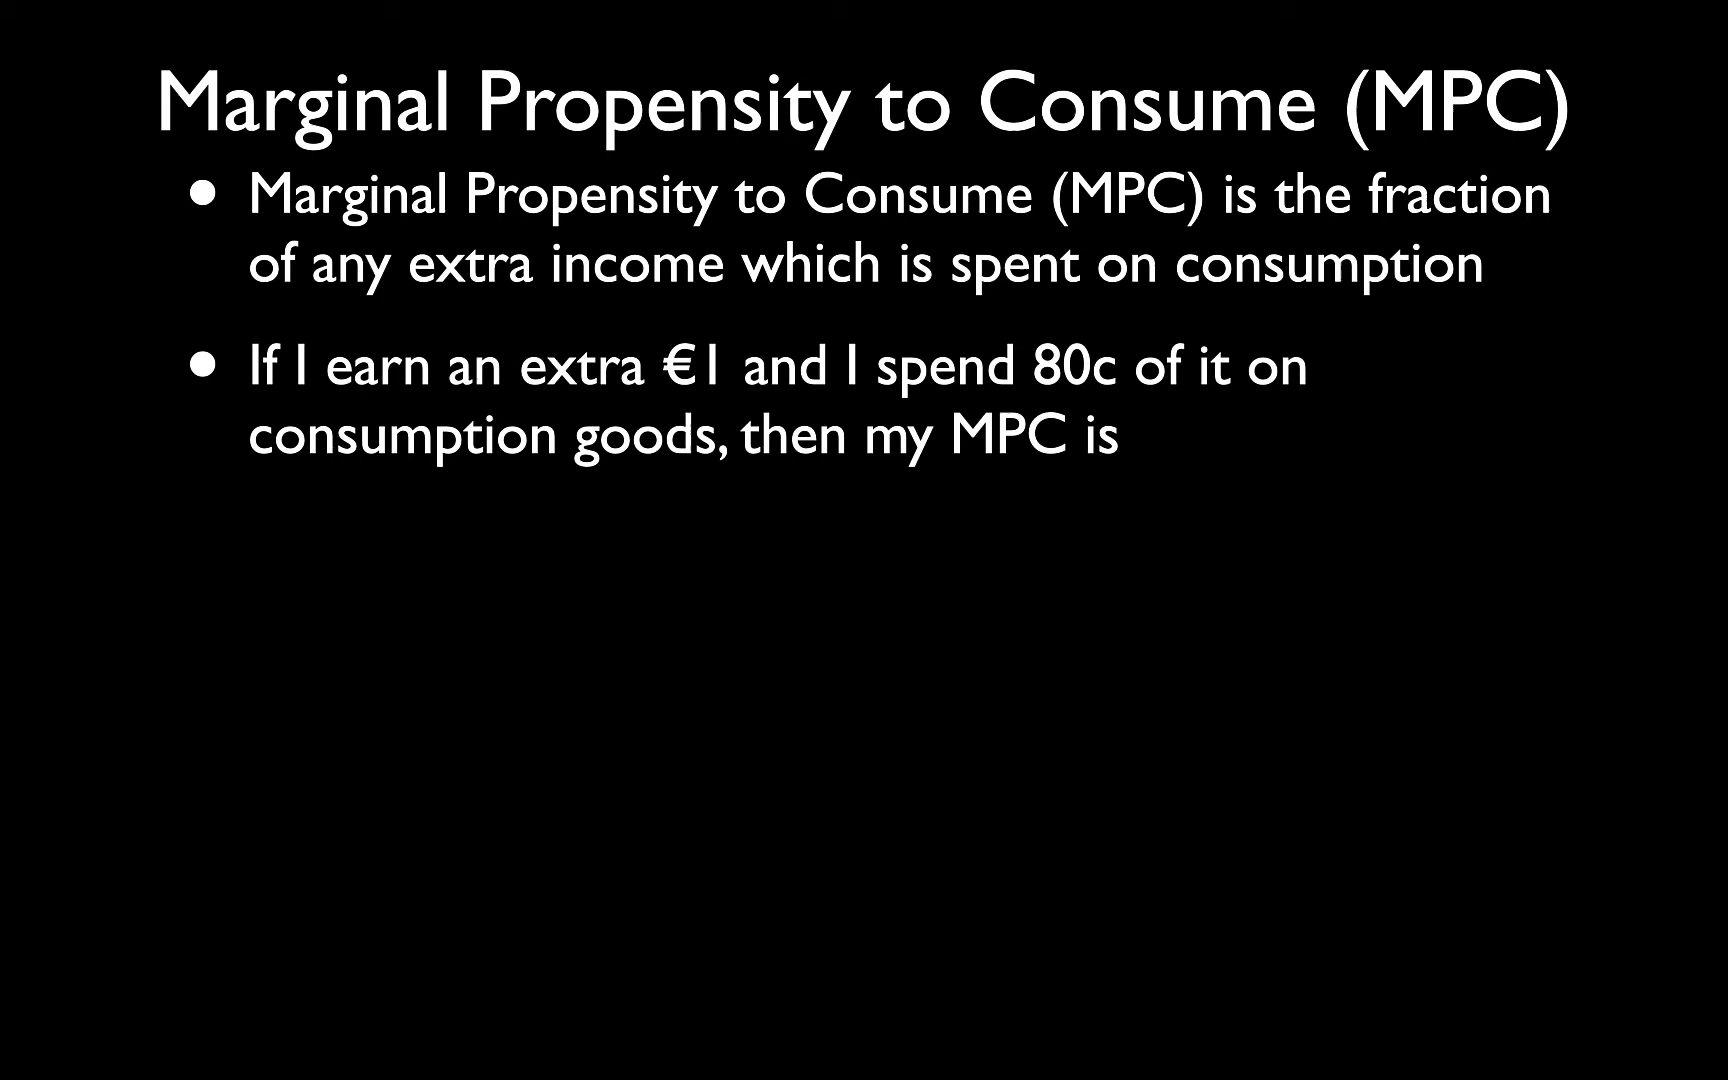 Marginal Propensity to Consume (MPC)
• Marginal Propensity to Consume (MPC) is the fraction
of any extra income which is spent on consumption
• If I earn an extra €1 and I spend 80c of it on
consumption goods, then my MPC is